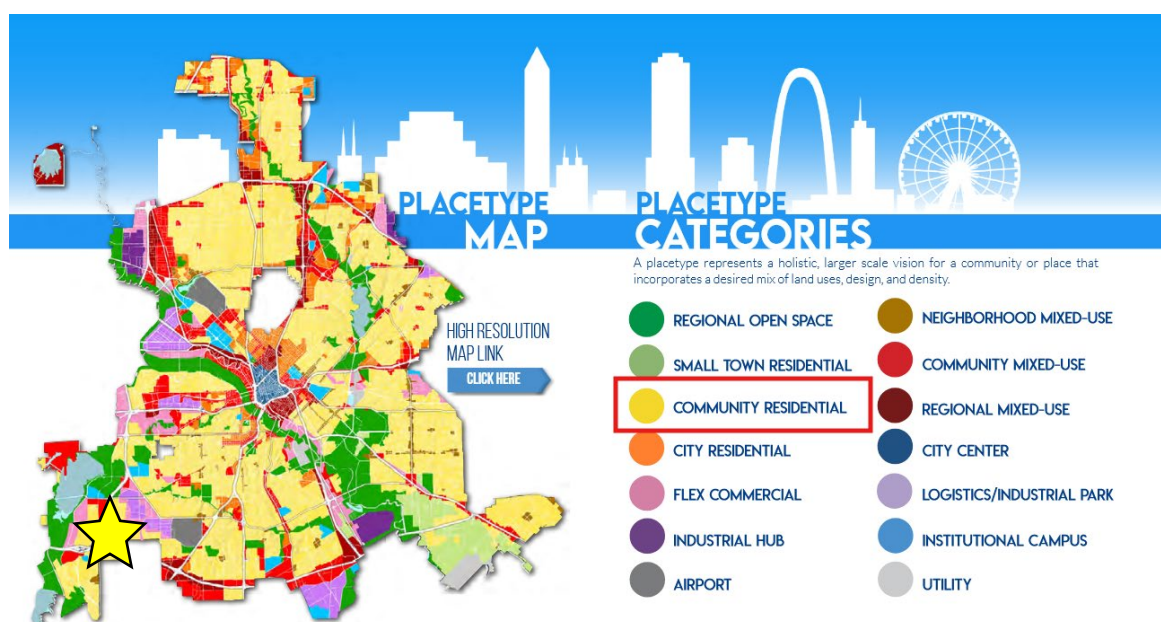 PLACETYPE
MAP
HIGH RESOLUTION
MAP LINK
CLICK HERE
PLACETYPE
CATEGORIES
A placetype represents a holistic, larger scale vision for a community or place that
incorporates a desired mix of land uses, design, and density.
REGIONAL OPEN SPACE
SMALL TOWN RESIDENTIAL
COMMUNITY RESIDENTIAL
CITY RESIDENTIAL
FLEX COMMERCIAL
INDUSTRIAL HUB
AIRPORT
NEIGHBORHOOD MIXED-USE
COMMUNITY MIXED-USE
REGIONAL MIXED-USE
CITY CENTER
LOGISTICS/INDUSTRIAL PARK
INSTITUTIONAL CAMPUS
UTILITY